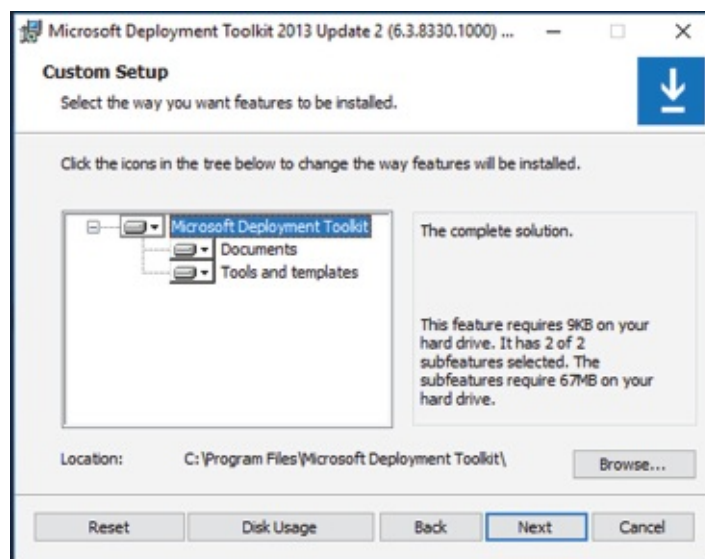 Microsoft Deployment Toolkit 2013 Update 2 (6.3.8330.1000) ...
Custom Setup
Select the way you want features to be installed.
Click the icons in the tree below to change the way features will be installed.
Microsoft Deployment Toolkit
Documents
Tools and templates
The complete solution.
This feature requires 9KB on your
hard drive. It has 2 of 2
subfeatures selected. The
subfeatures require 67MB on your
hard drive.
Location: C:\Program Files\Microsoft Deployment Toolkit\
Browse...
Reset Disk Usage Back Next Cancel